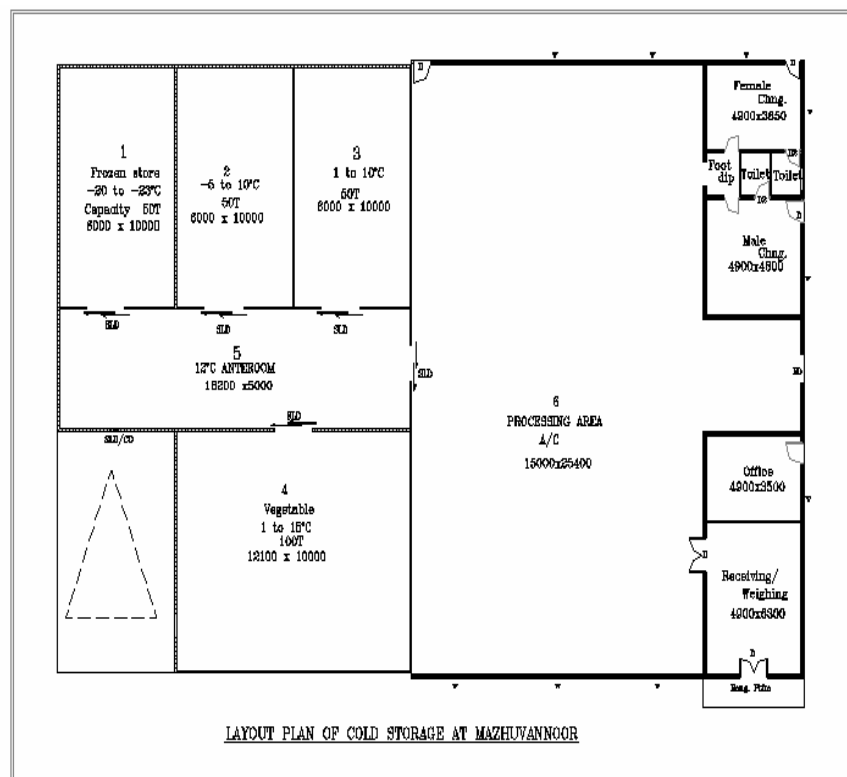 D
D
Female
Chng.
4900x3650
1
Frozen store
-20 to -23°C
Capacity 50T
6000 x 10000
2
-5 to 10°C
50T
6000 x 10000
3
1 to 10°C
50T
6000 x 10000
Foot
dip
Toilet
Toilet
D2
D2
D
Male
Chng.
4900x4800
SLD
SLD
SLD
5
12°C ANTEROOM
18200 x5000
SLD
SLD
SLD/CD
6
PROCESSING AREA
A/C
15000x25400
4
Vegetable
1 to 15°C
100T
12100 x 10000
Office
4900x3500
D
Receiving/
Weighing
4900x6300
D
LAYOUT PLAN OF COLD STORAGE AT MAZHUVANNOOR